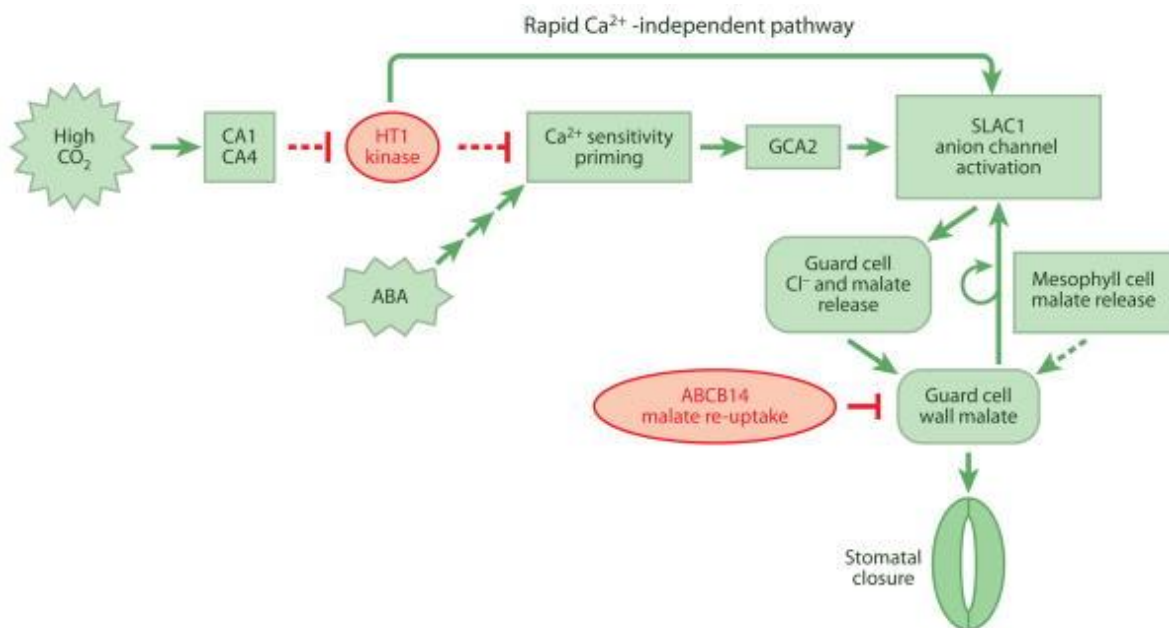 Rapid Ca²⁺ -independent pathway
High
CO₂
CA1
CA4
HT1
kinase
Ca²⁺ sensitivity
priming
GCA2
SLAC1
anion channel
activation
ABA
Guard cell
Cl⁻ and malate
release
Mesophyll cell
malate release
ABCB14
malate re-uptake
Guard cell
wall malate
Stomatal
closure